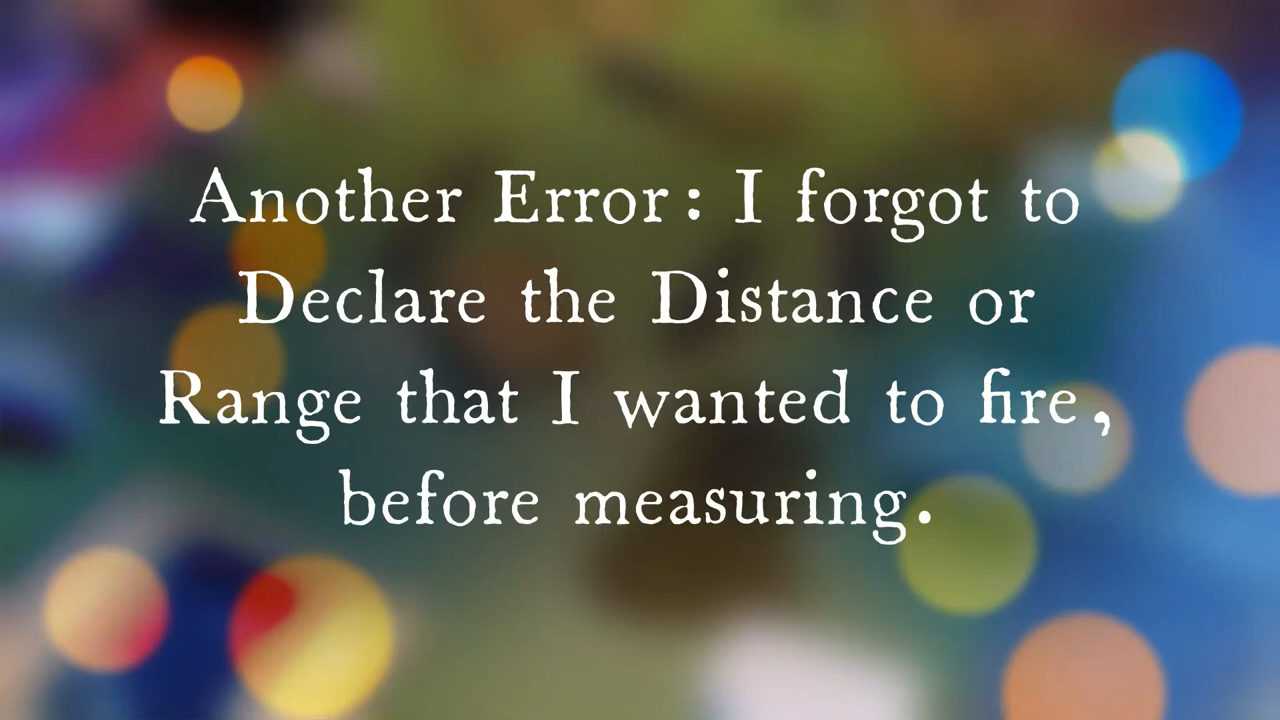 Another Error: I forgot to
Declare the Distance or
Range that I wanted to fire,
before measuring.